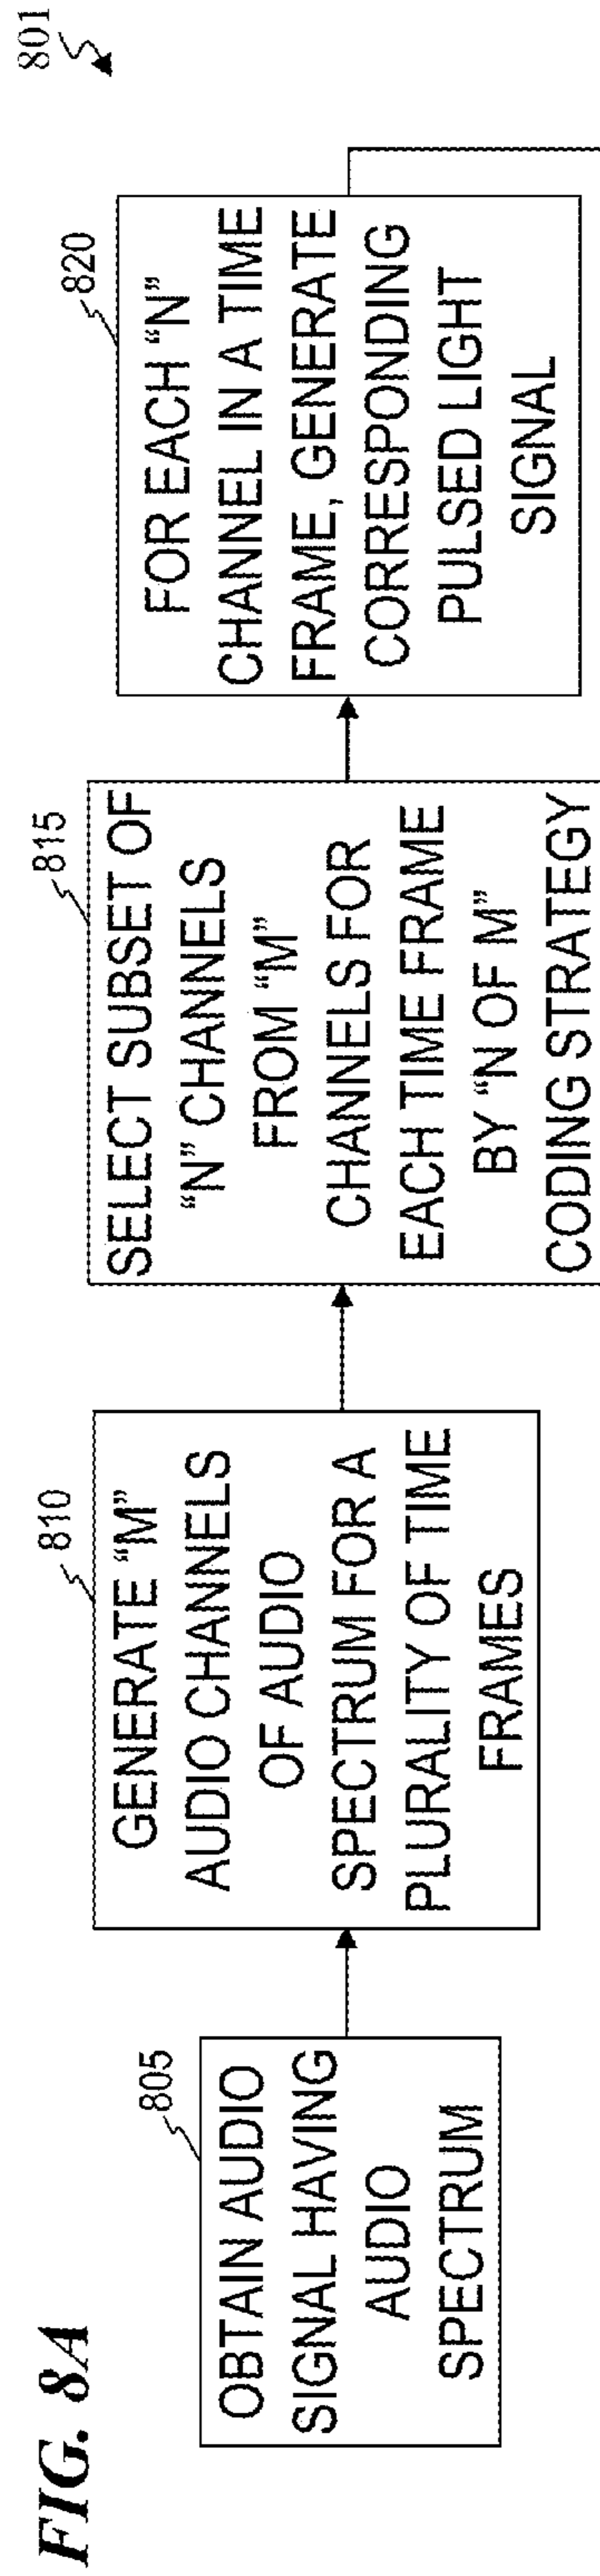 FIG. 8A
801
805
OBTAIN AUDIO
SIGNAL HAVING
AUDIO
SPECTRUM
810
GENERATE “M”
AUDIO CHANNELS
OF AUDIO
SPECTRUM FOR A
PLURALITY OF TIME
FRAMES
815
SELECT SUBSET OF
“N” CHANNELS
FROM “M”
CHANNELS FOR
EACH TIME FRAME
BY “N OF M”
CODING STRATEGY
820
FOR EACH “N”
CHANNEL IN A TIME
FRAME, GENERATE
CORRESPONDING
PULSED LIGHT
SIGNAL